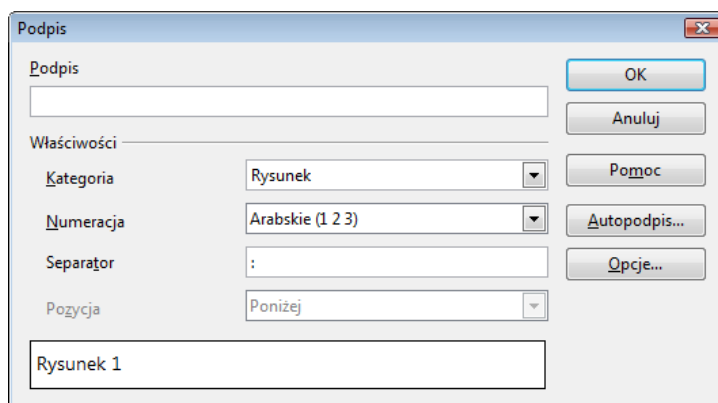 Podpis
Podpis
OK
Anuluj
Właściwości
Kategoria
Rysunek
Pomoc
Numeracja
Arabskie (1 2 3)
Autopodpis...
Separator
:
Opcje...
Pozycja
Poniżej
Rysunek 1